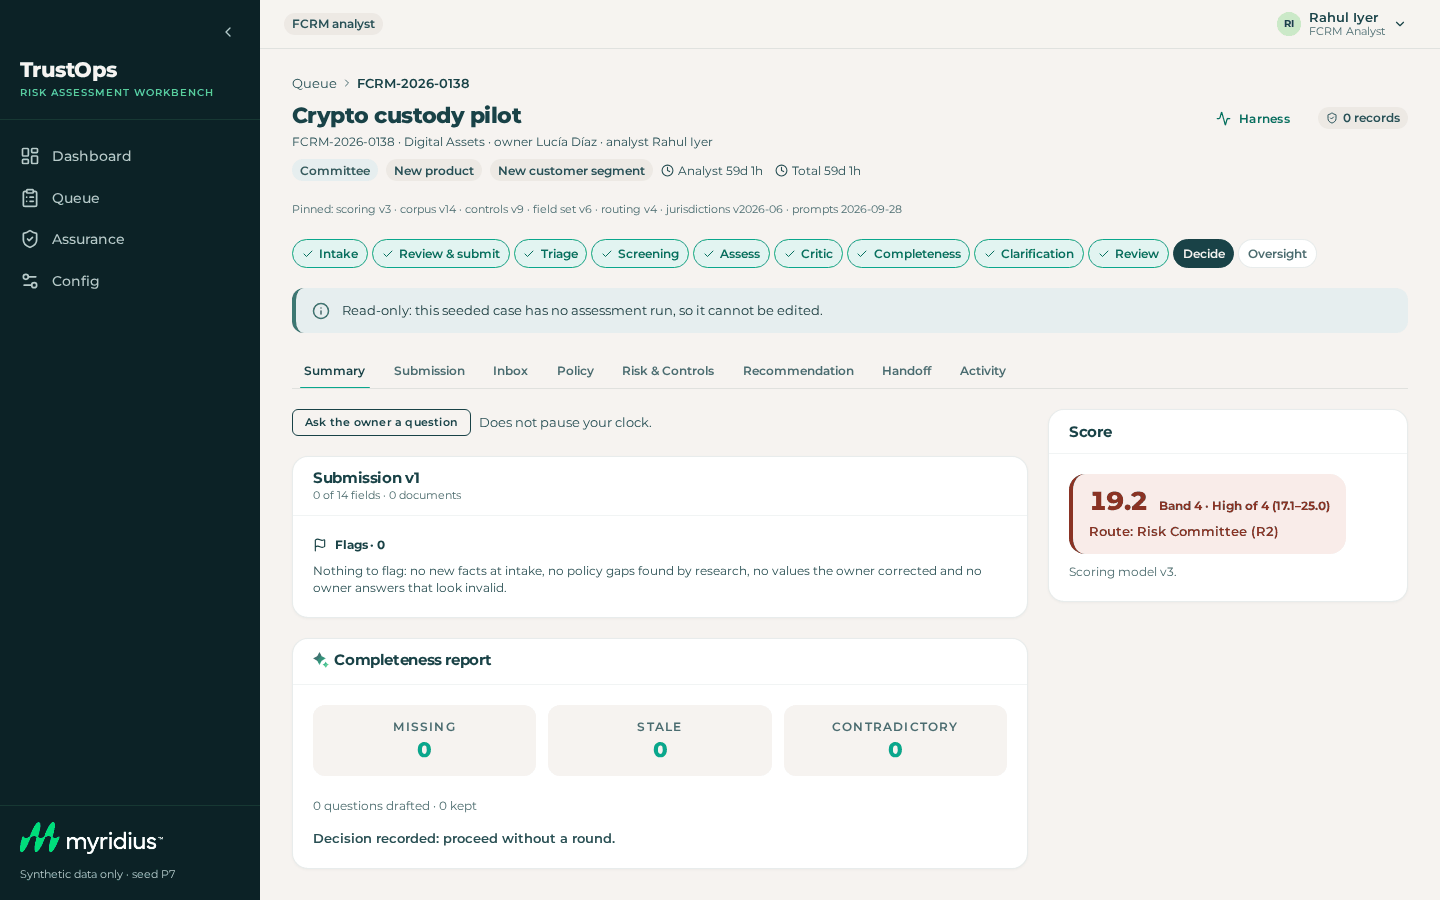 TrustOps
RISK ASSESSMENT WORKBENCH
Dashboard
Queue
Assurance
Config
myridius™
Synthetic data only · seed P7
FCRM analyst
RI
Rahul Iyer
FCRM Analyst
Queue > FCRM-2026-0138
Crypto custody pilot
Harness
0 records
FCRM-2026-0138 · Digital Assets · owner Lucía Díaz · analyst Rahul Iyer
Committee New product New customer segment Analyst 59d 1h Total 59d 1h
Pinned: scoring v3 · corpus v14 · controls v9 · field set v6 · routing v4 · jurisdictions v2026-06 · prompts 2026-09-28
Intake Review & submit Triage Screening Assess Critic Completeness Clarification Review Decide Oversight
Read-only: this seeded case has no assessment run, so it cannot be edited.
Summary Submission Inbox Policy Risk & Controls Recommendation Handoff Activity
Ask the owner a question Does not pause your clock.
Submission v1
0 of 14 fields · 0 documents
Flags · 0
Nothing to flag: no new facts at intake, no policy gaps found by research, no values the owner corrected and no
owner answers that look invalid.
Completeness report
MISSING
0
STALE
0
CONTRADICTORY
0
0 questions drafted · 0 kept
Decision recorded: proceed without a round.
Score
19.2 Band 4 · High of 4 (17.1–25.0)
Route: Risk Committee (R2)
Scoring model v3.